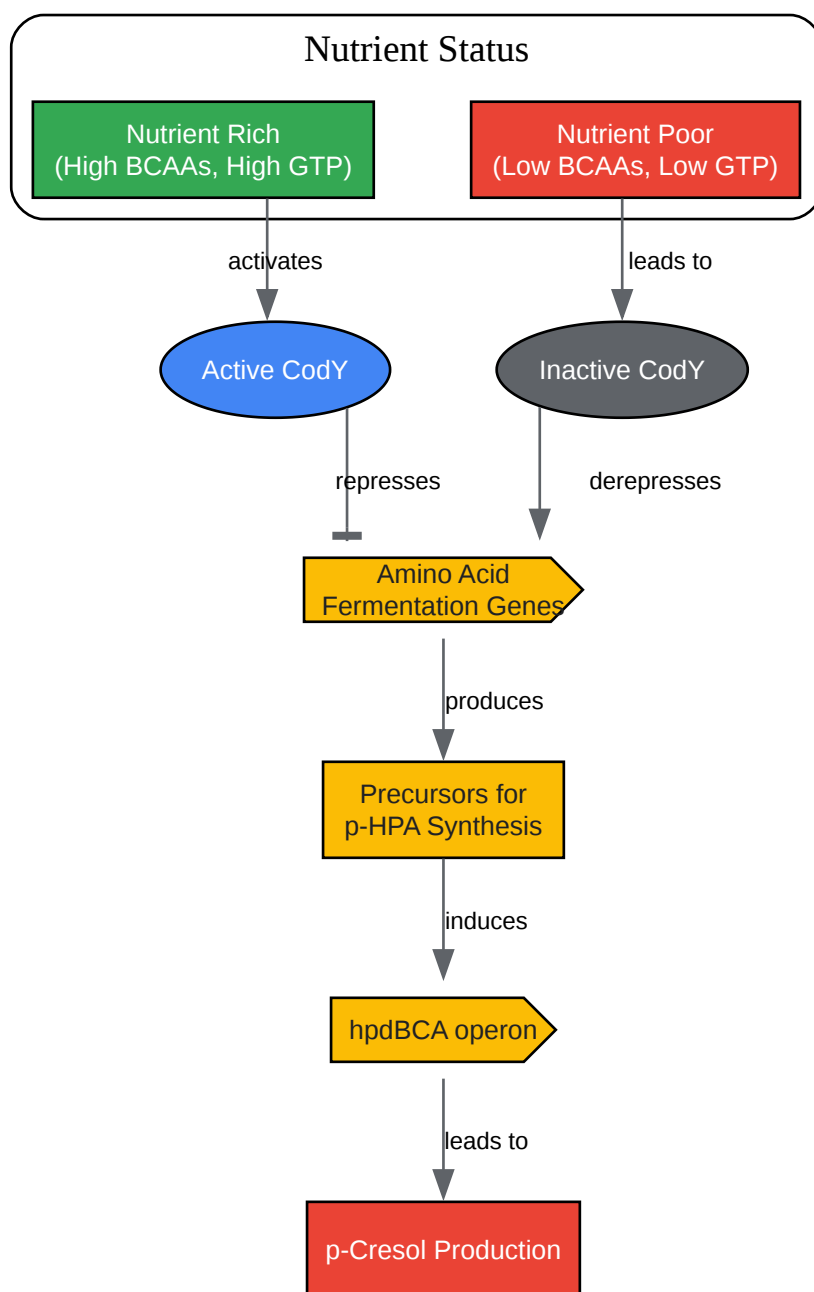 Nutrient Status
Nutrient Rich
(High BCAAs, High GTP)
Nutrient Poor
(Low BCAAs, Low GTP)
activates
leads to
Active CodY
Inactive CodY
represses
derepresses
Amino Acid
Fermentation Genes
produces
Precursors for
p-HPA Synthesis
induces
hpdBCA operon
leads to
p-Cresol Production